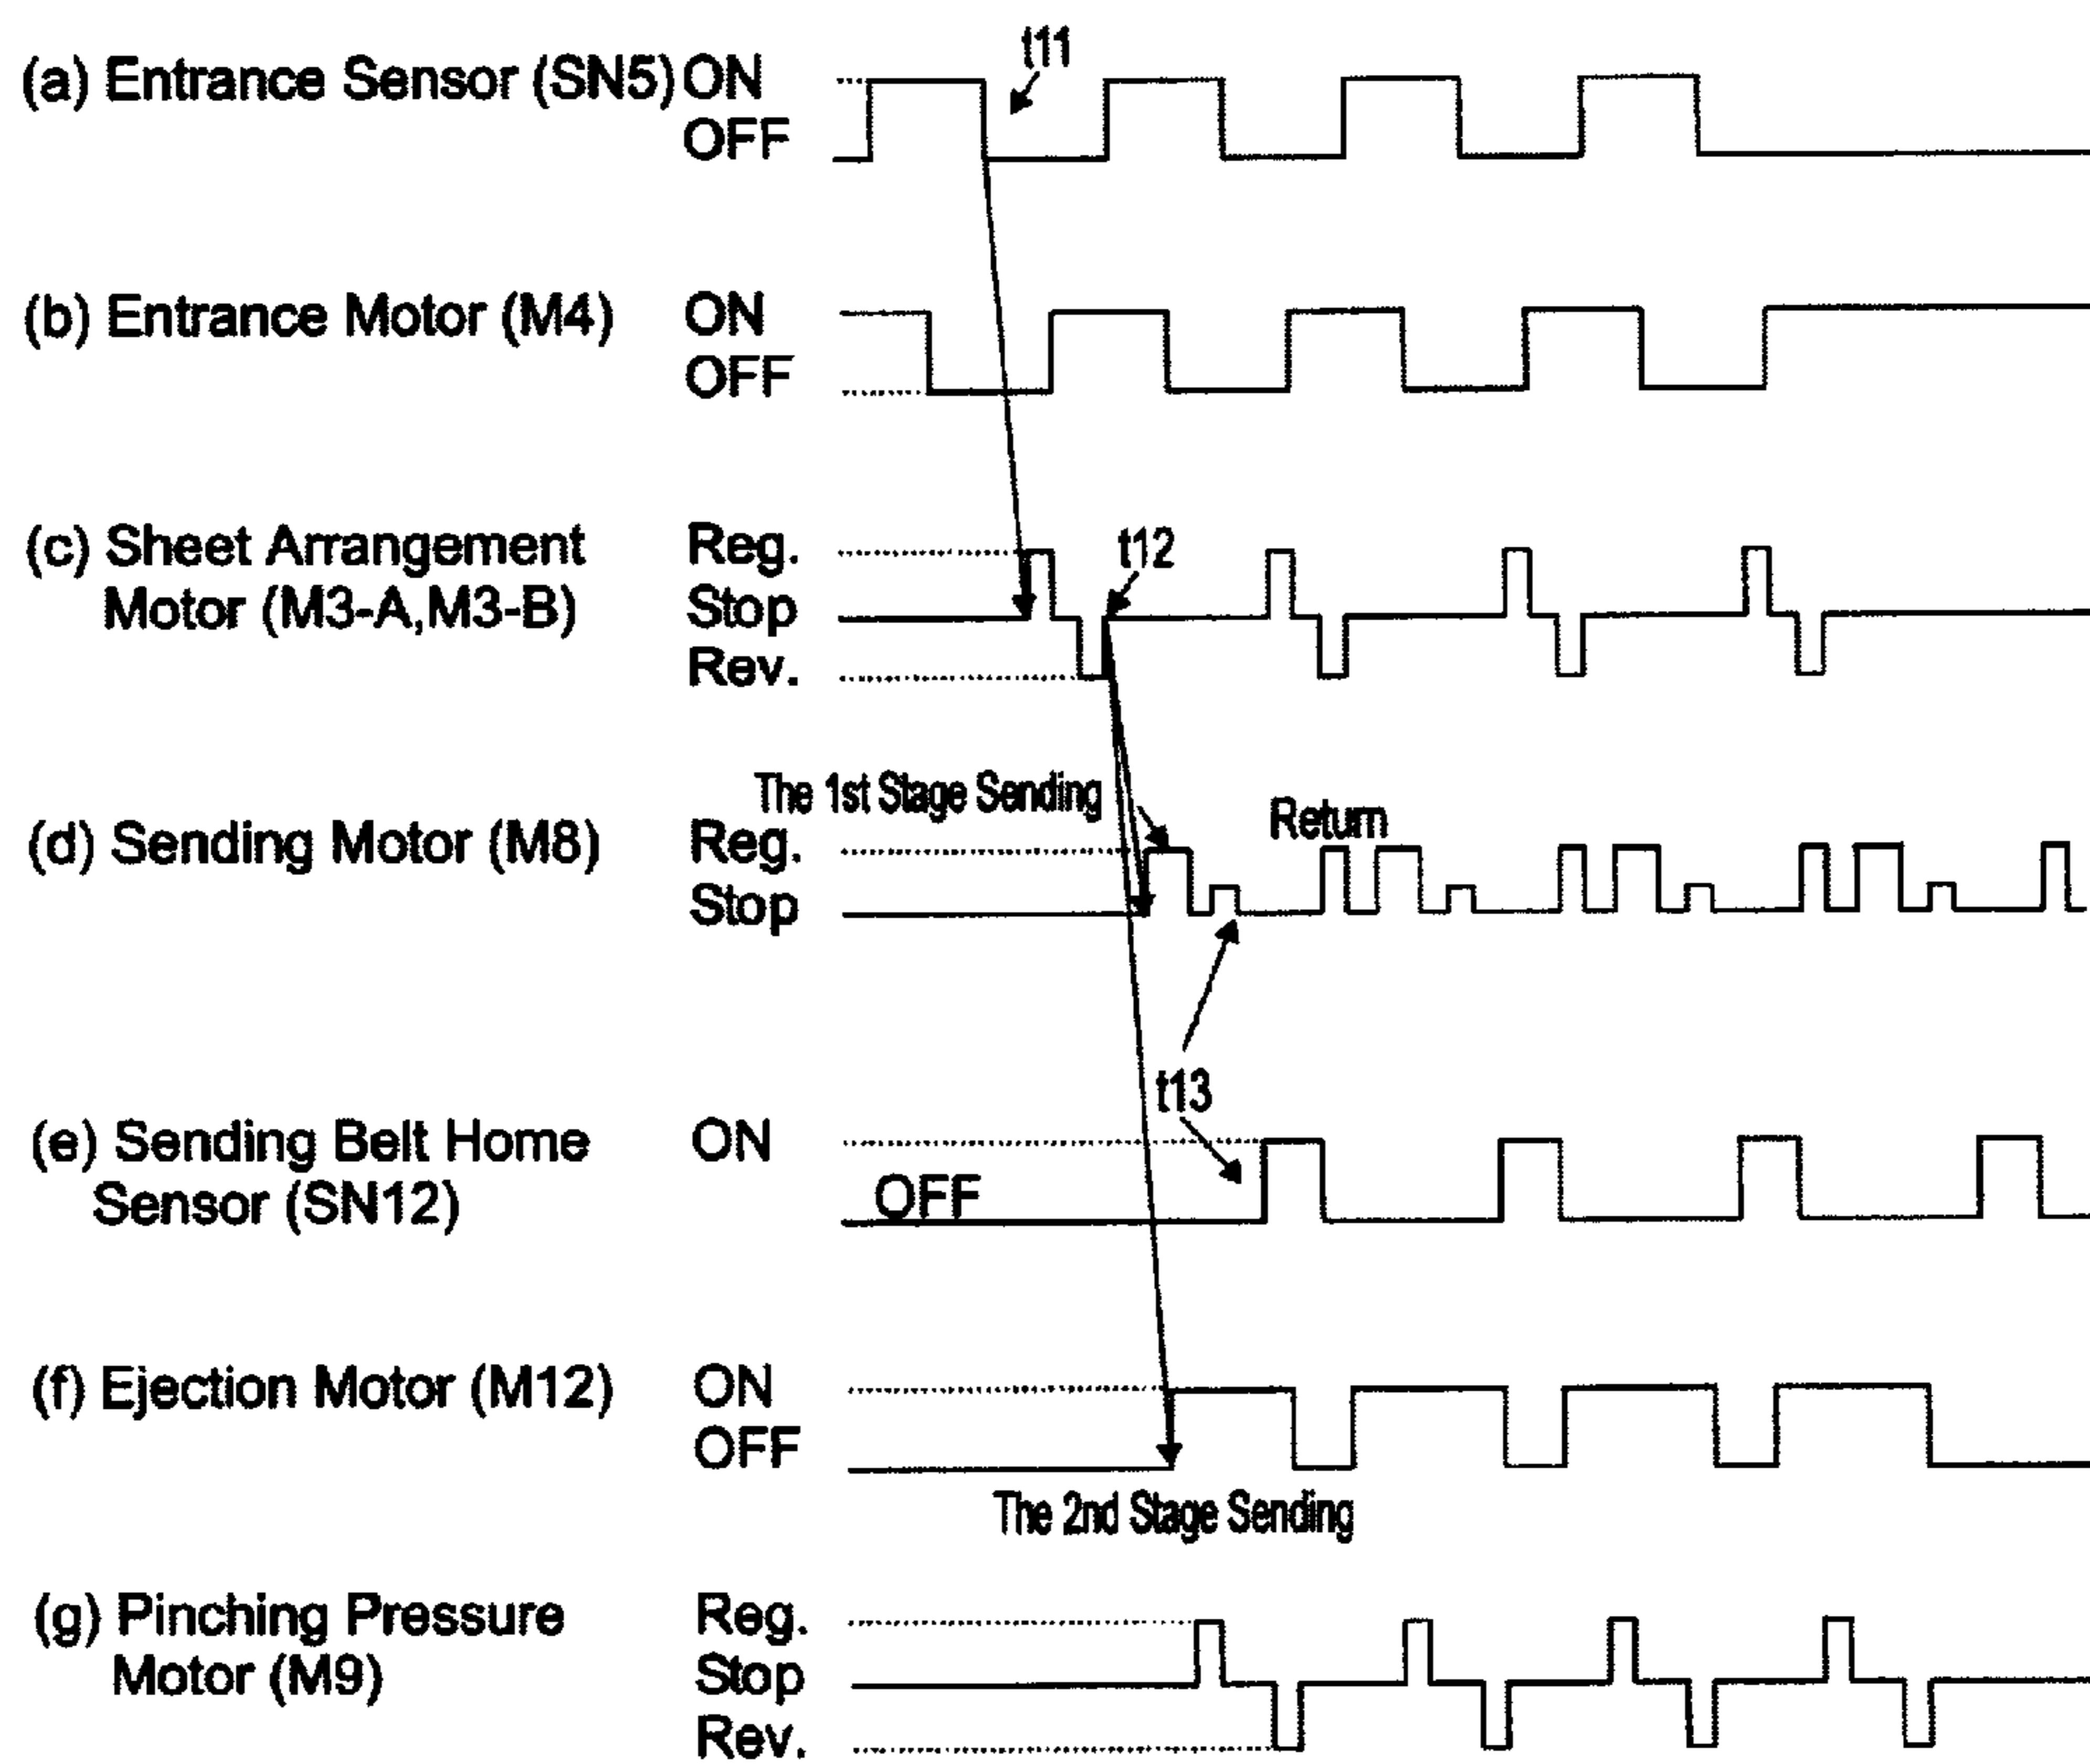 t11
(a) Entrance Sensor (SN5) ON
OFF
(b) Entrance Motor (M4) ON
OFF
(c) Sheet Arrangement Reg.
t12
Motor (M3-A,M3-B) Stop
Rev.
The 1st Stage Sending
Return
(d) Sending Motor (M8) Reg.
Stop
t13
(e) Sending Belt Home ON
Sensor (SN12) OFF
(f) Ejection Motor (M12) ON
OFF
The 2nd Stage Sending
(g) Pinching Pressure Reg.
Motor (M9) Stop
Rev.